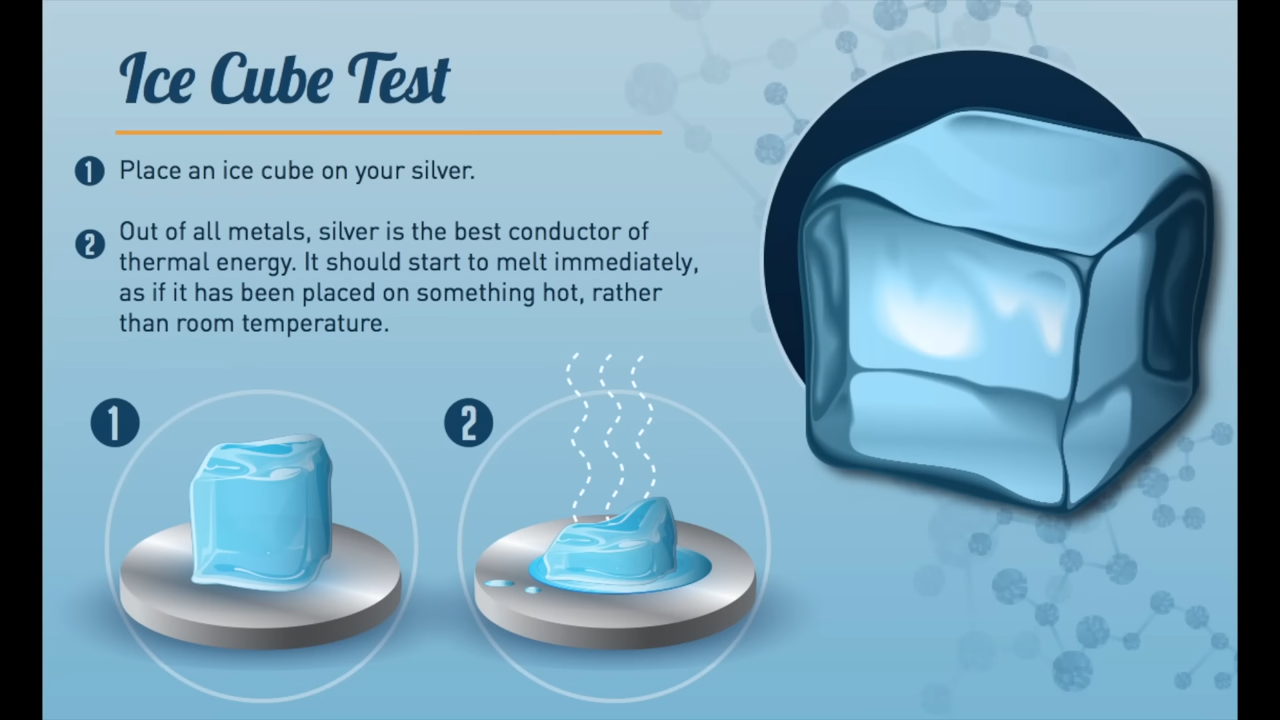 Ice Cube Test
1 Place an ice cube on your silver.
2 Out of all metals, silver is the best conductor of
thermal energy. It should start to melt immediately,
as if it has been placed on something hot, rather
than room temperature.
1
2